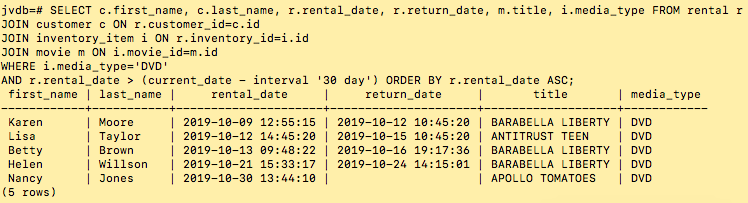 jvdb=# SELECT c.first_name, c.last_name, r.rental_date, r.return_date, m.title, i.media_type FROM rental r
JOIN customer c ON r.customer_id=c.id
JOIN inventory_item i ON r.inventory_id=i.id
JOIN movie m ON i.movie_id=m.id
WHERE i.media_type='DVD'
AND r.rental_date > (current_date - interval '30 day') ORDER BY r.rental_date ASC;
 first_name | last_name |     rental_date     |     return_date     |      title       | media_type
------------+-----------+---------------------+---------------------+------------------+------------
 Karen      | Moore     | 2019-10-09 12:55:15 | 2019-10-12 10:45:20 | BARABELLA LIBERTY | DVD
 Lisa       | Taylor    | 2019-10-12 14:45:20 | 2019-10-15 10:45:20 | ANTITRUST TEEN | DVD
 Betty      | Brown     | 2019-10-13 09:48:22 | 2019-10-16 19:17:36 | BARABELLA LIBERTY | DVD
 Helen      | Willson   | 2019-10-21 15:33:17 | 2019-10-24 14:15:01 | BARABELLA LIBERTY | DVD
 Nancy      | Jones     | 2019-10-30 13:44:10 |                     | APOLLO TOMATOES | DVD
(5 rows)